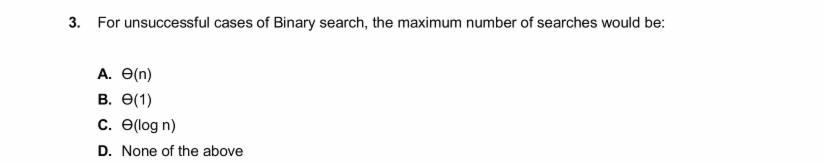 3. For unsuccessful cases of Binary search, the maximum number of searches would be:
A. Ө(n)
B. Ө(1)
C. Ө(log n)
D. None of the above